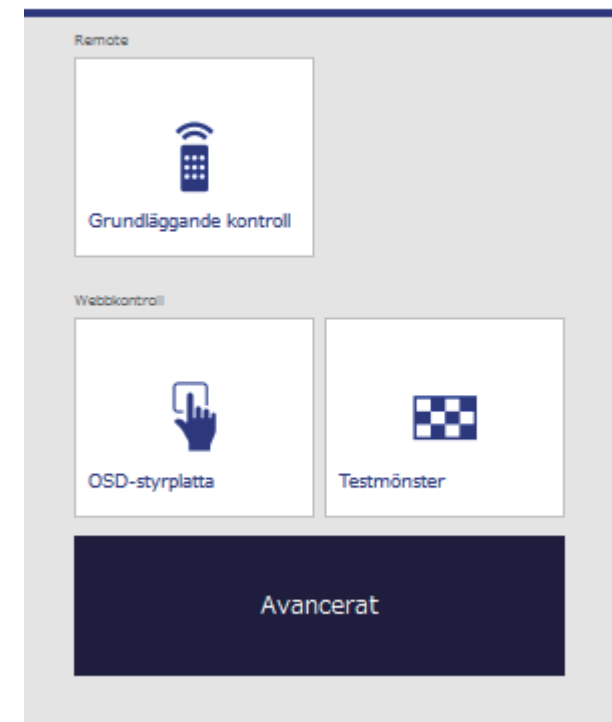 Remote
Grundläggande kontroll
Webbkontroll
OSD-styrplatta
Testmönster
Avancerat